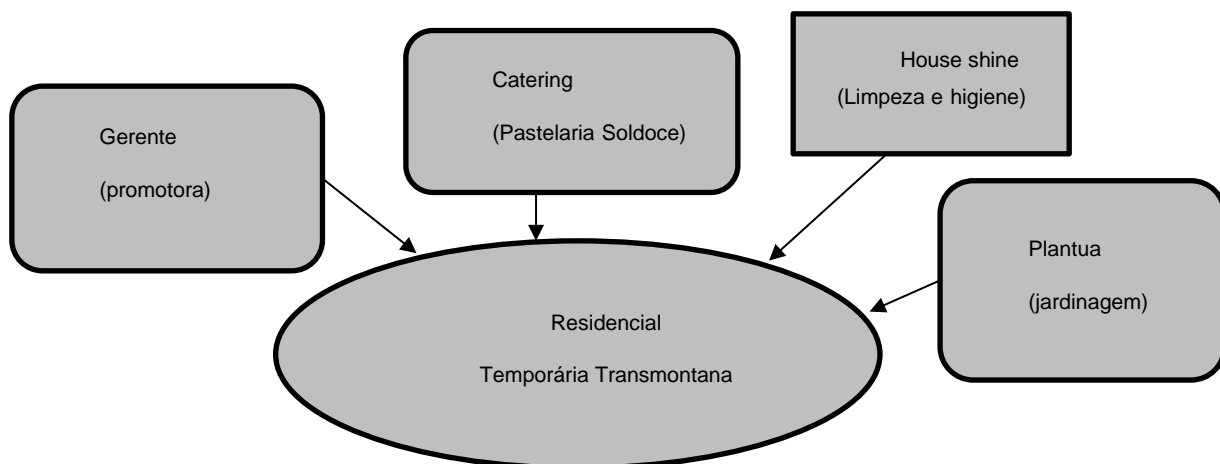 Gerente
(promotora)
Catering
(Pastelaria Soldoce)
House shine
(Limpeza e higiene)
Plantua
(jardinagem)
Residencial
Temporária Transmontana